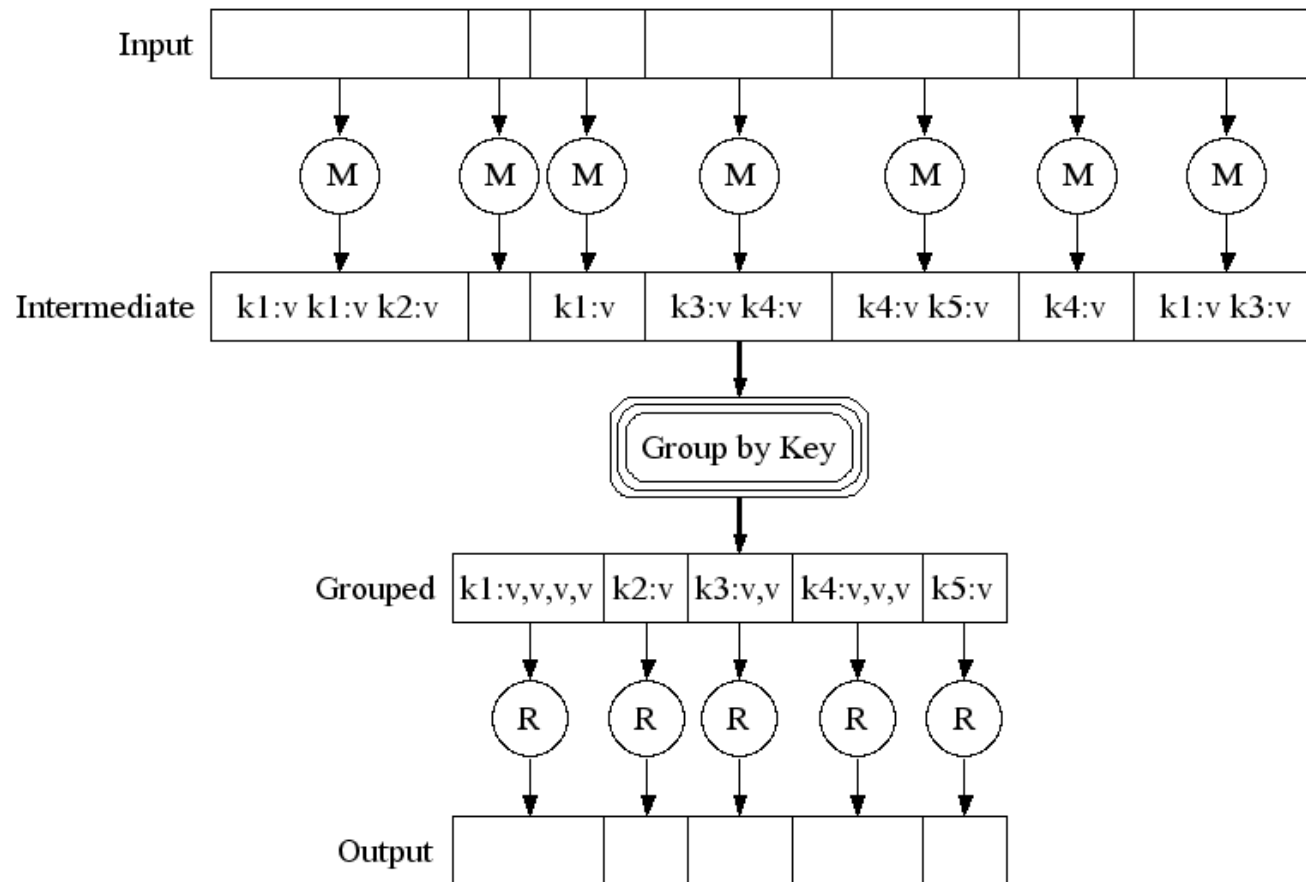 Input
M M M M M M M
Intermediate k1:v k1:v k2:v k1:v k3:v k4:v k4:v k5:v k4:v k1:v k3:v
Group by Key
Grouped k1:v,v,v,v k2:v k3:v,v k4:v,v,v k5:v
R R R R R
Output